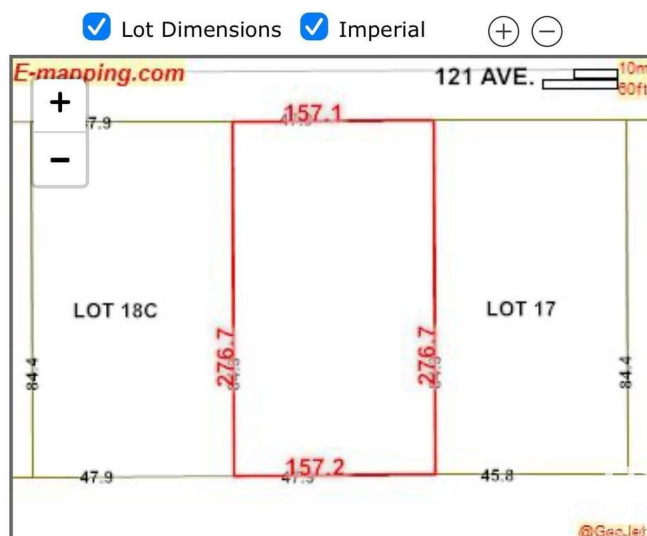 Lot Dimensions Imperial
E-mapping.com
121 AVE.
10m
60ft
+
157.1
−
LOT 18C
LOT 17
276.7
276.7
84.4
84.4
157.2
47.9
45.8